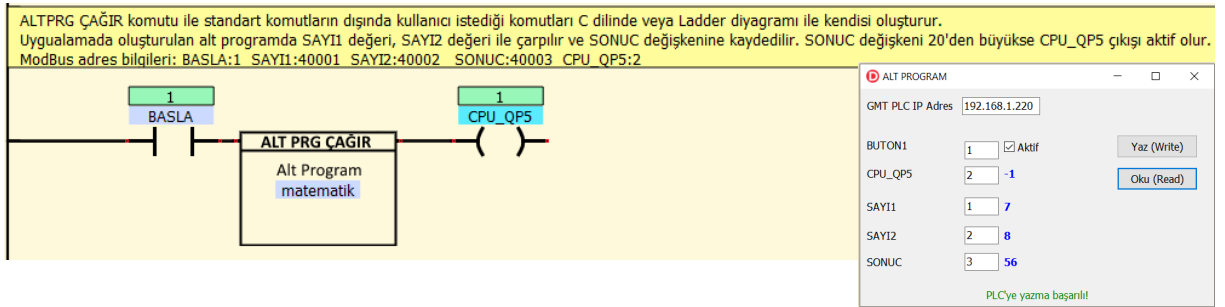 ALTPRG ÇAĞIR komutu ile standart komutların dışında kullanıcı istediği komutları C dilinde veya Ladder diyagramı ile kendisi oluşturur.
Uygualamada oluşturulan alt programda SAYI1 değeri, SAYI2 değeri ile çarpılır ve SONUC değişkenine kaydedilir. SONUC değişkeni 20'den büyükse CPU_QP5 çıkışı aktif olur.
ModBus adres bilgileri: BASLA:1 SAYI1:40001 SAYI2:40002 SONUC:40003 CPU_QP5:2
1
BASLA
ALT PRG ÇAĞIR
Alt Program
matematik
1
CPU_QP5
ALT PROGRAM
GMT PLC IP Adres 192.168.1.220
BUTON1 1 Aktif Yaz (Write)
CPU_QP5 2 -1 Oku (Read)
SAYI1 1 7
SAYI2 2 8
SONUC 3 56
PLC'ye yazma başarılı!